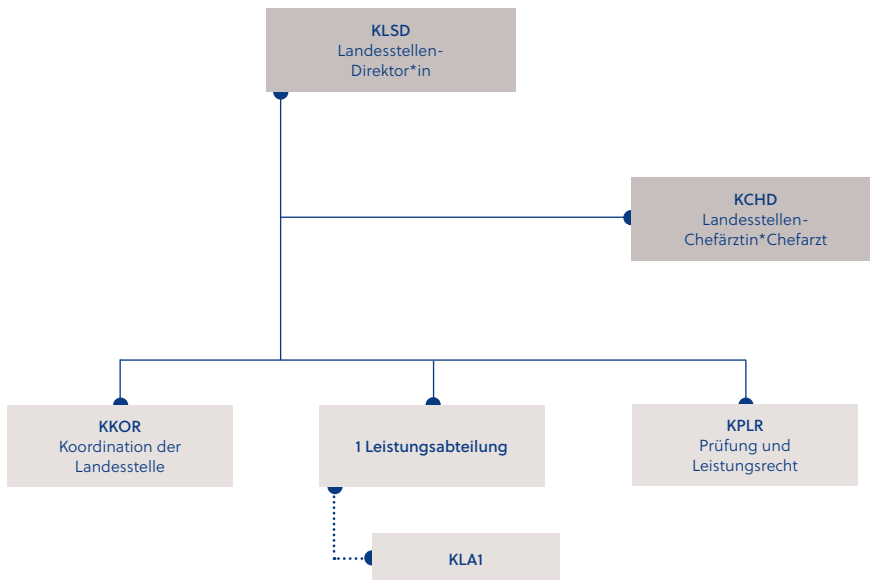 KLSD
Landesstellen-
Direktor*in
KCHD
Landesstellen-
Chefärztin*Chefarzt
KKOR
Koordination der
Landesstelle
1 Leistungsabteilung
KPLR
Prüfung und
Leistungsrecht
KLA1